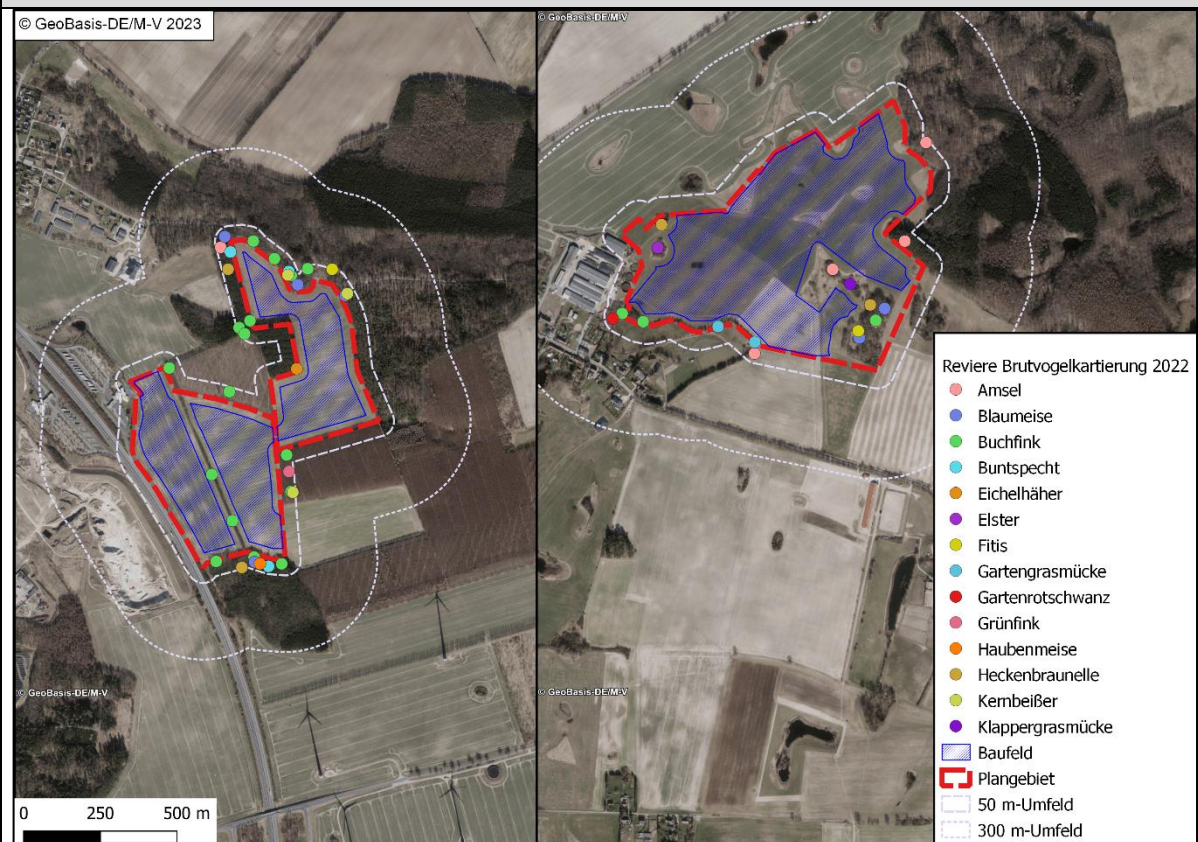 © GeoBasis-DE/M-V 2023
© GeoBasis-DE/M-V
© GeoBasis-DE/M-V
© GeoBasis-DE/M-V
0 250 500 m
Reviere Brutvogelkartierung 2022
Amsel
Blaumeise
Buchfink
Buntspecht
Eichelhäher
Elster
Fitis
Gartengrasmücke
Gartenrotschwanz
Grünfink
Haubenmeise
Heckenbraunelle
Kernbeißer
Klappergrasmücke
Baufeld
Plangebiet
50 m-Umfeld
300 m-Umfeld